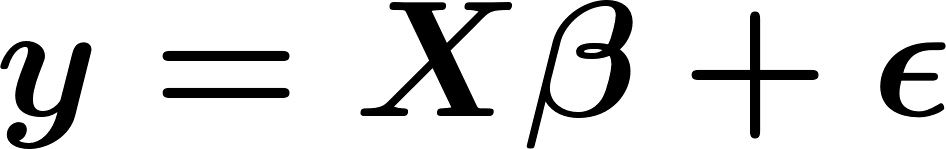 y = Xβ + ϵ